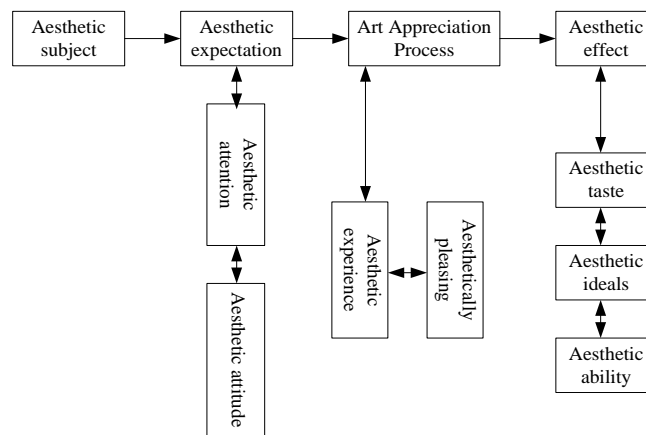 Aesthetic
subject
Aesthetic
expectation
Art Appreciation
Process
Aesthetic
effect
Aesthetic
attention
Aesthetic attitude
Aesthetic
experience
Aesthetically
pleasing
Aesthetic
taste
Aesthetic
ideals
Aesthetic
ability